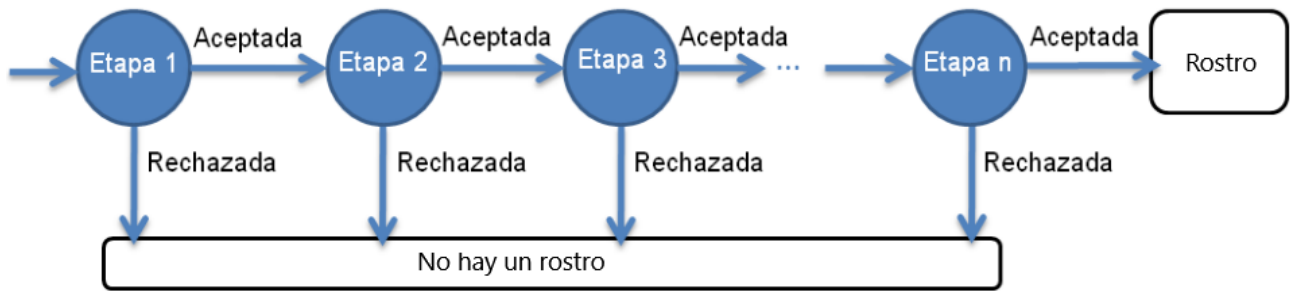 Aceptada
Aceptada
Aceptada
Aceptada
Etapa 1
Etapa 2
Etapa 3
...
Etapa n
Rostro
Rechazada
Rechazada
Rechazada
Rechazada
No hay un rostro